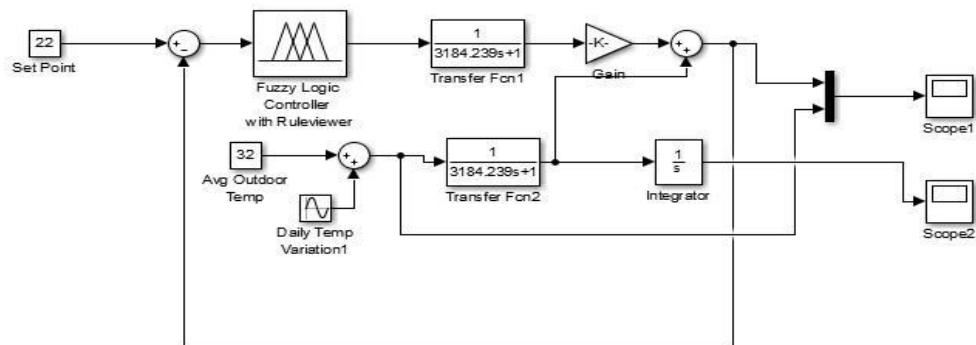 22
Set Point
+
−
Fuzzy Logic
Controller
with Ruleviewer
1
3184.239s+1
Transfer Fcn1
-K-
Gain
+
+
Scope1
32
Avg Outdoor
Temp
+
+
Daily Temp
Variation1
1
3184.239s+1
Transfer Fcn2
1
s
Integrator
Scope2